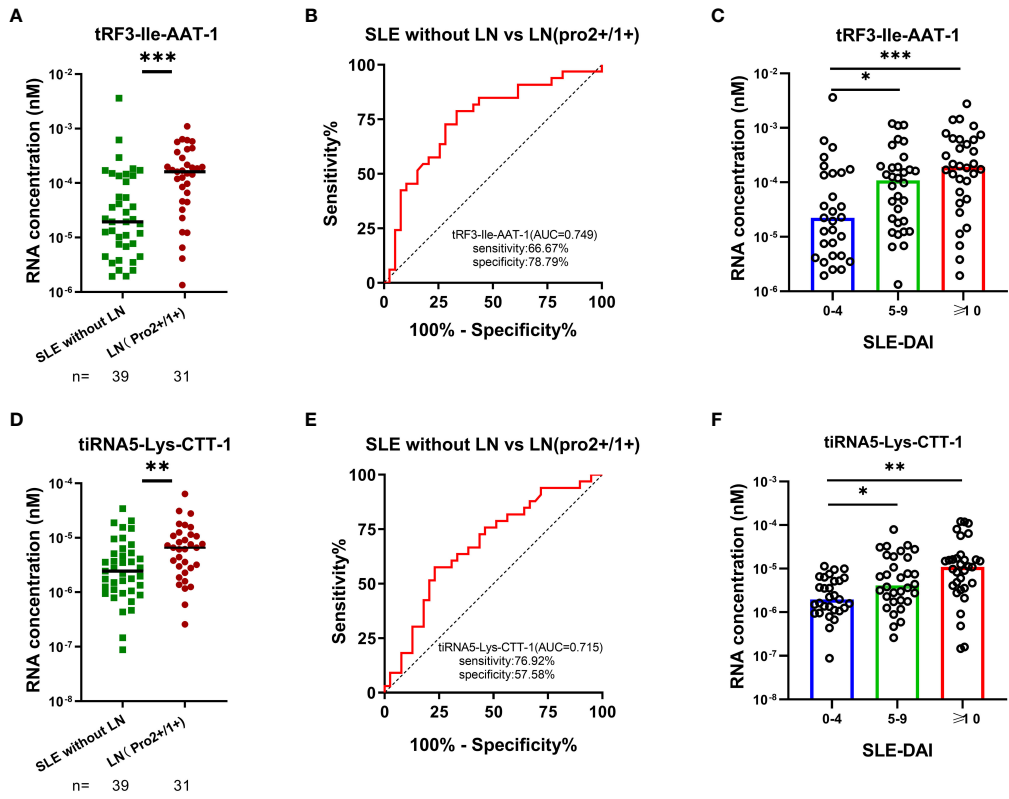 A
tRF3-Ile-AAT-1
***
RNA concentration (nM)
10-2
10-3
10-4
10-5
10-6
SLE without LN
LN( Pro2+/1+)
n= 39 31
B
SLE without LN vs LN(pro2+/1+)
Sensitivity%
100
75
50
25
0
tRF3-Ile-AAT-1(AUC=0.749)
sensitivity:66.67%
specificity:78.79%
0 25 50 75 100
100% - Specificity%
C
tRF3-Ile-AAT-1
***
*
RNA concentration (nM)
10-2
10-3
10-4
10-5
10-6
0-4 5-9 ⩾10
SLE-DAI
D
tiRNA5-Lys-CTT-1
**
RNA concentration (nM)
10-4
10-5
10-6
10-7
10-8
SLE without LN
LN( Pro2+/1+)
n= 39 31
E
SLE without LN vs LN(pro2+/1+)
Sensitivity%
100
75
50
25
0
tiRNA5-Lys-CTT-1(AUC=0.715)
sensitivity:76.92%
specificity:57.58%
0 25 50 75 100
100% - Specificity%
F
tiRNA5-Lys-CTT-1
**
*
RNA concentration (nM)
10-3
10-4
10-5
10-6
10-7
10-8
0-4 5-9 ⩾10
SLE-DAI